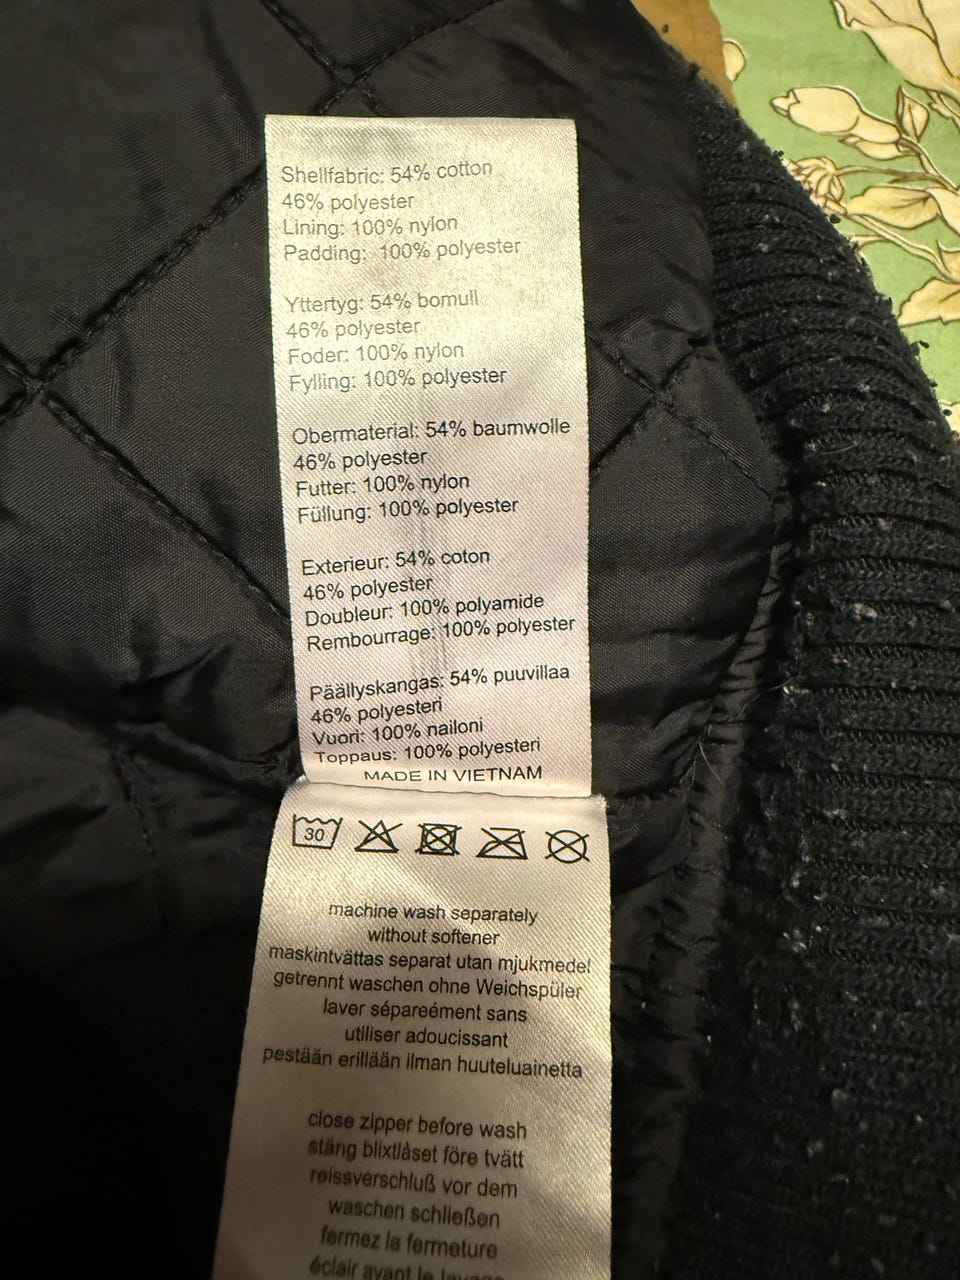 Shellfabric: 54% cotton
46% polyester
Lining: 100% nylon
Padding: 100% polyester
Yttertyg: 54% bomull
46% polyester
Foder: 100% nylon
Fylling: 100% polyester
Obermaterial: 54% baumwolle
46% polyester
Futter: 100% nylon
Füllung: 100% polyester
Exterieur: 54% coton
46% polyester
Doubleur: 100% polyamide
Rembourrage: 100% polyester
Päällyskangas: 54% puuvillaa
46% polyesteri
Vuori: 100% nailoni
Toppaus: 100% polyesteri
MADE IN VIETNAM
30
machine wash separately
without softener
maskintvättas separat utan mjukmedel
getrennt waschen ohne Weichspüler
laver sépareément sans
utiliser adoucissant
pestään erillään ilman huuteluainetta
close zipper before wash
stäng blixtlåset före tvätt
reissverschluß vor dem
waschen schließen
fermez la fermeture
éclair avant le lavage